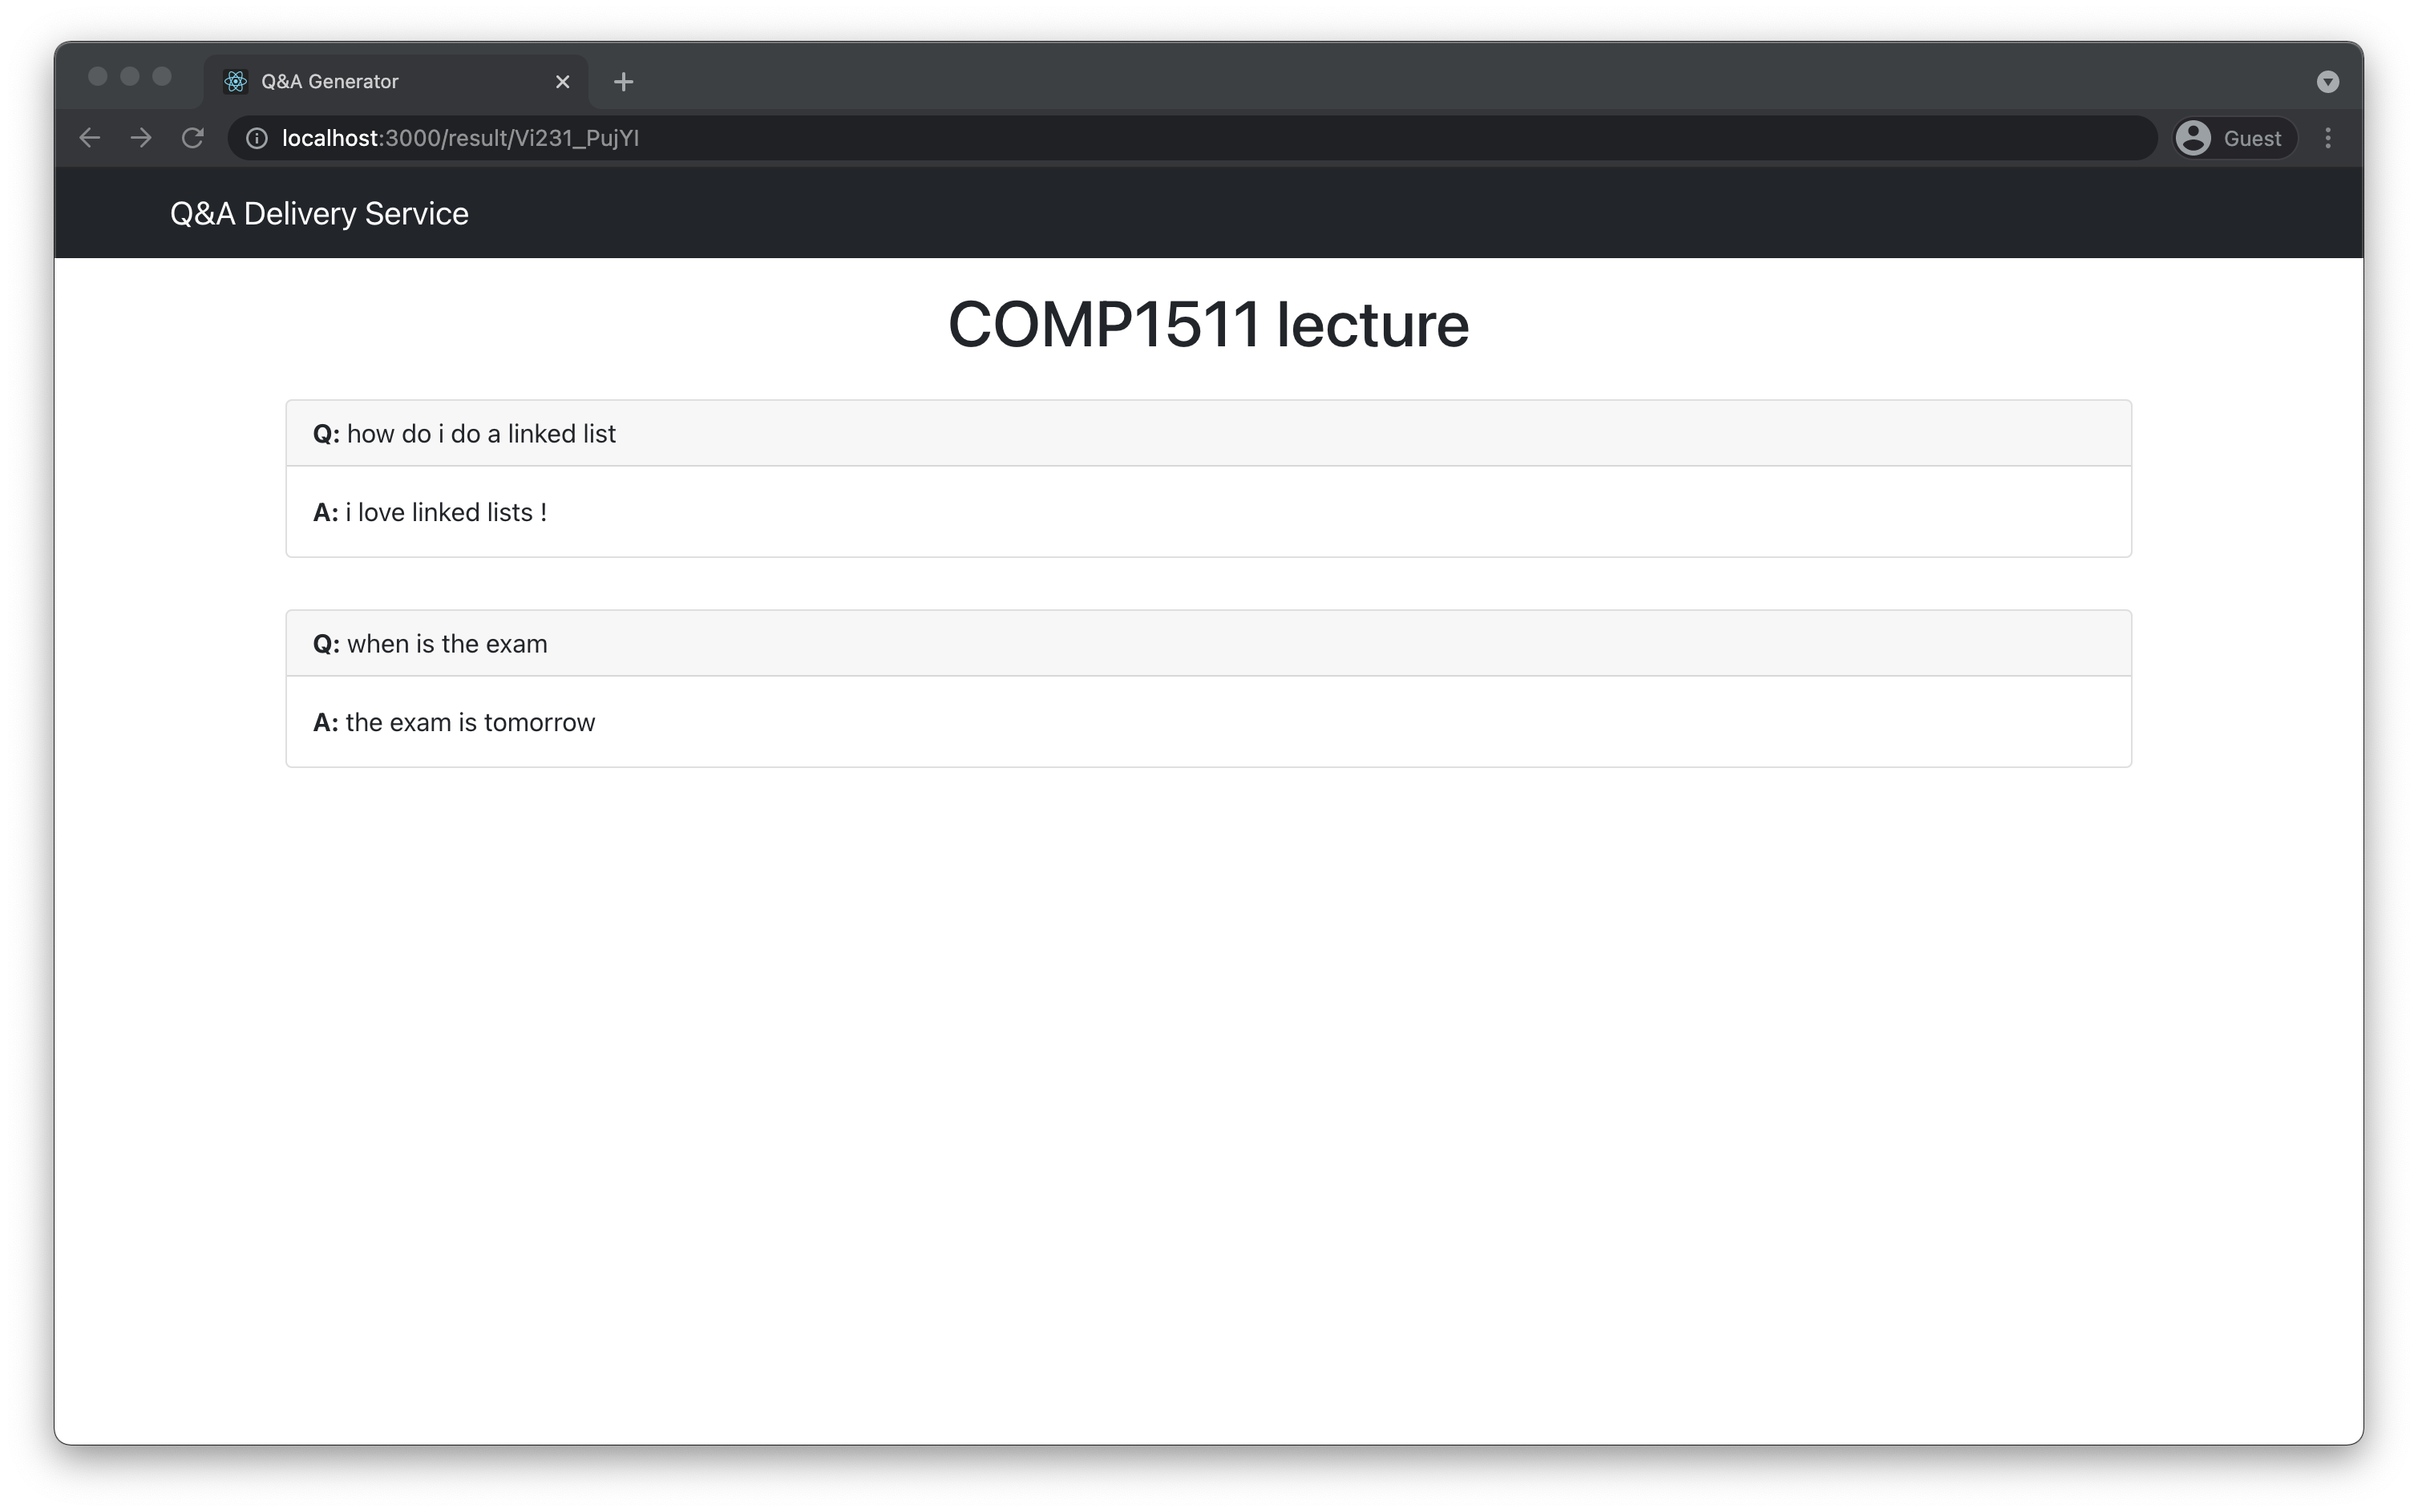 Q&A Generator
localhost:3000/result/Vi231_PujYI
Guest
Q&A Delivery Service
COMP1511 lecture
Q: how do i do a linked list
A: i love linked lists !
Q: when is the exam
A: the exam is tomorrow